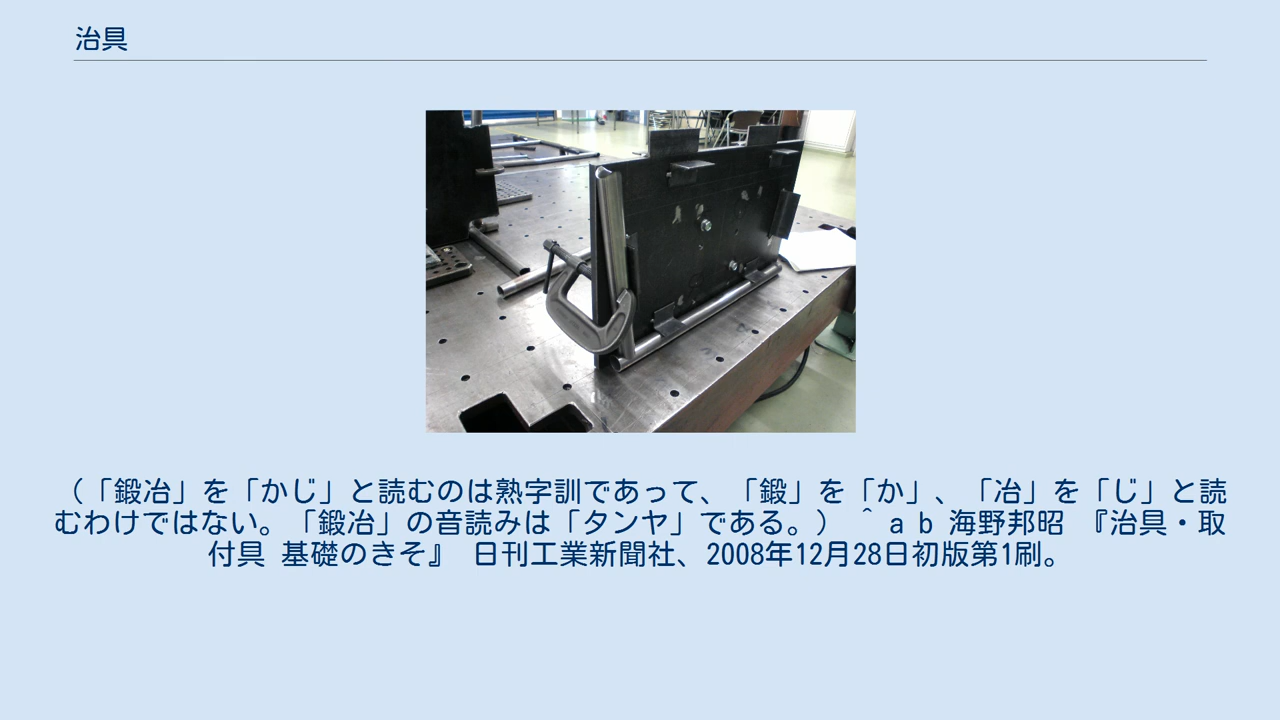 治具
（「鍛冶」を「かじ」と読むのは熟字訓であって、「鍛」を「か」、「冶」を「じ」と読
むわけではない。「鍛冶」の音読みは「タンヤ」である。） ^ a b 海野邦昭 『治具・取
付具 基礎のきそ』 日刊工業新聞社、2008年12月28日初版第1刷。